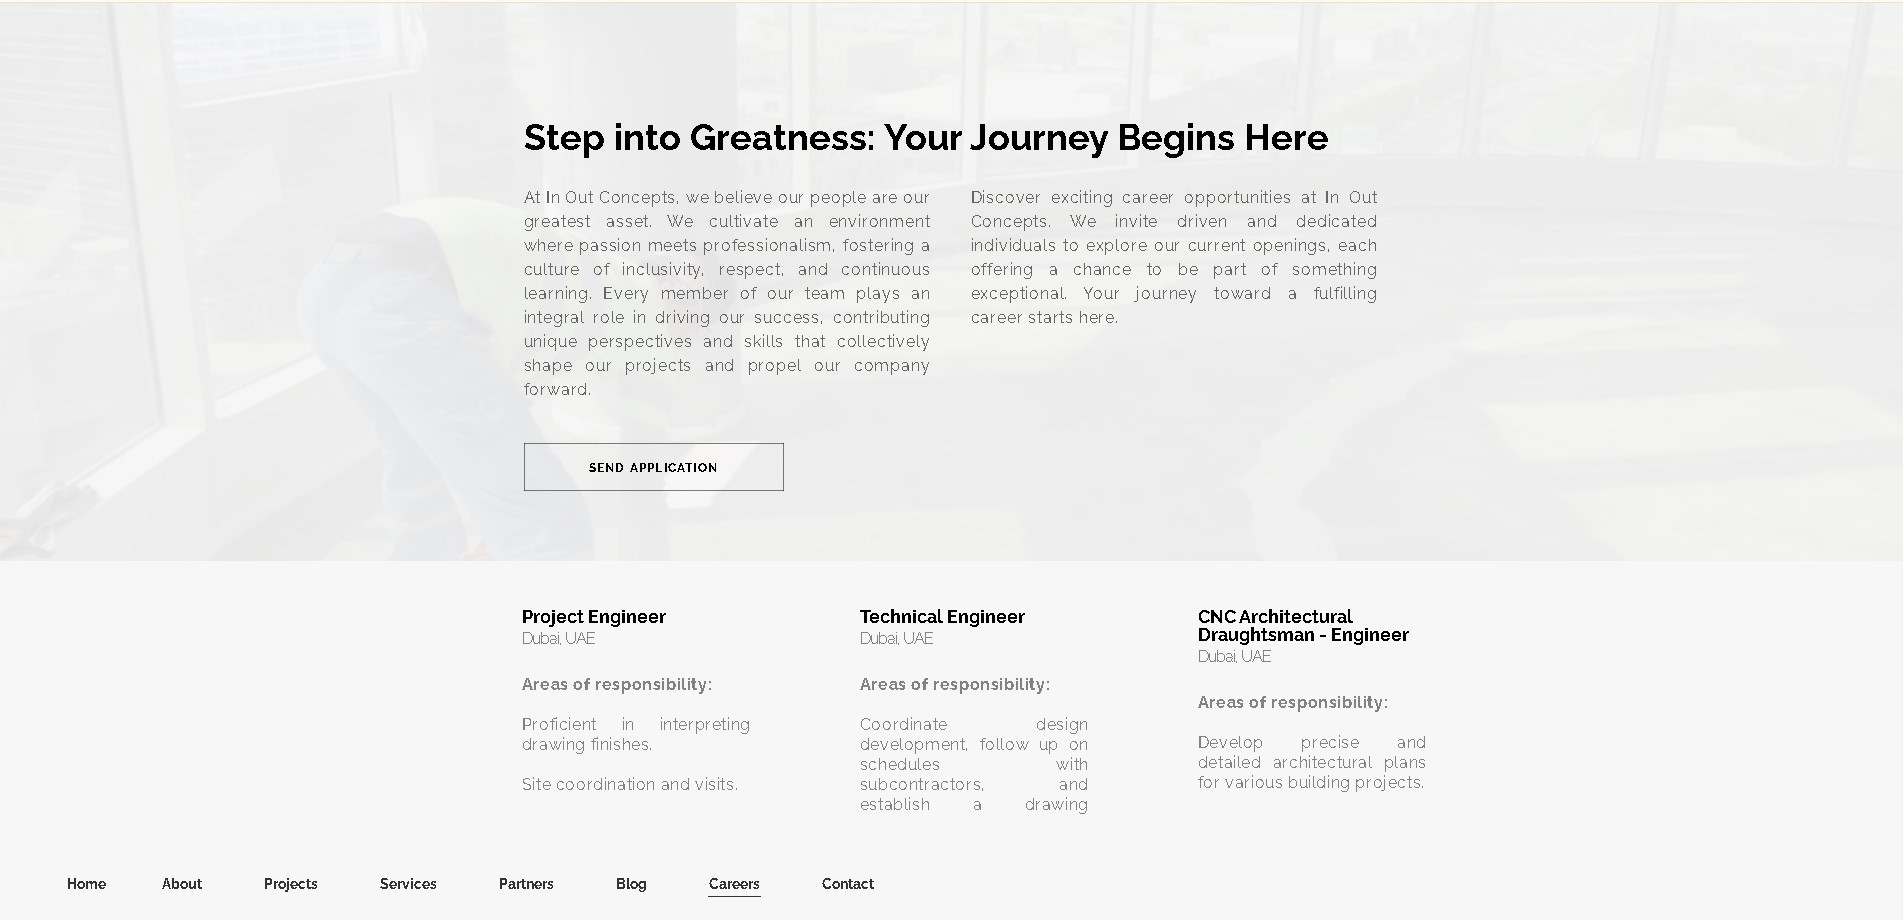 Step into Greatness: Your Journey Begins Here
At In Out Concepts, we believe our people are our
greatest asset. We cultivate an environment
where passion meets professionalism, fostering a
culture of inclusivity, respect, and continuous
learning. Every member of our team plays an
integral role in driving our success, contributing
unique perspectives and skills that collectively
shape our projects and propel our company
forward.
Discover exciting career opportunities at In Out
Concepts. We invite driven and dedicated
individuals to explore our current openings, each
offering a chance to be part of something
exceptional. Your journey toward a fulfilling
career starts here.
SEND APPLICATION
Project Engineer
Dubai, UAE
Areas of responsibility:
Proficient in interpreting
drawing finishes.
Site coordination and visits.
Technical Engineer
Dubai, UAE
Areas of responsibility:
Coordinate design
development, follow up on
schedules with
subcontractors, and
establish a drawing
CNC Architectural
Draughtsman - Engineer
Dubai, UAE
Areas of responsibility:
Develop precise and
detailed architectural plans
for various building projects.
Home About Projects Services Partners Blog Careers Contact